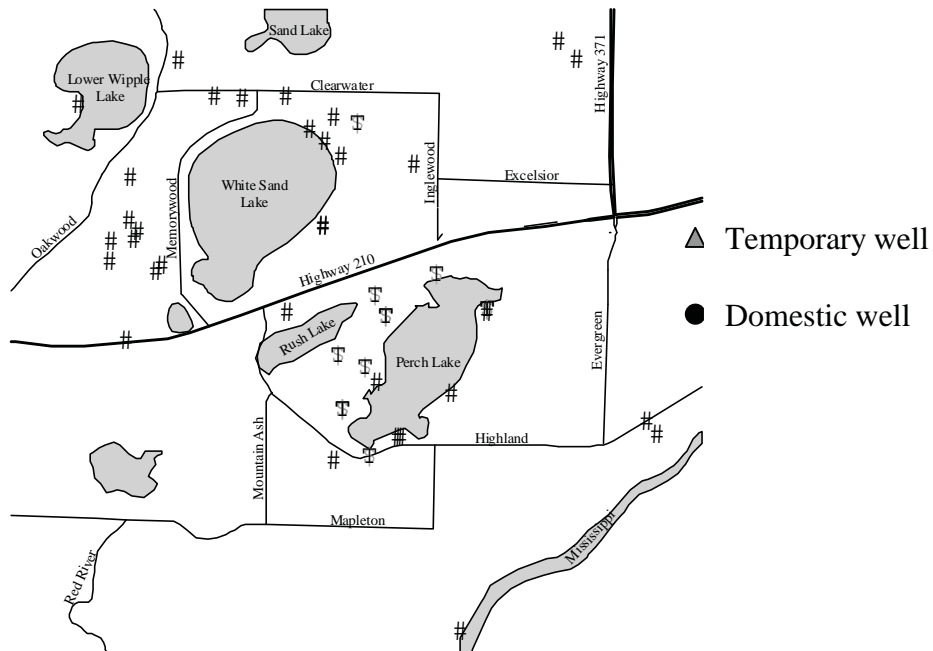 Sand Lake
Lower Wipple
Lake
Clearwater
Highway 371
White Sand
Lake
Memorywood
Inglewood
Excelsior
Oakwood
Highway 210
Temporary well
Domestic well
Rush Lake
Perch Lake
Evergreen
Mountain Ash
Highland
Mapleton
Mississippi
Red River